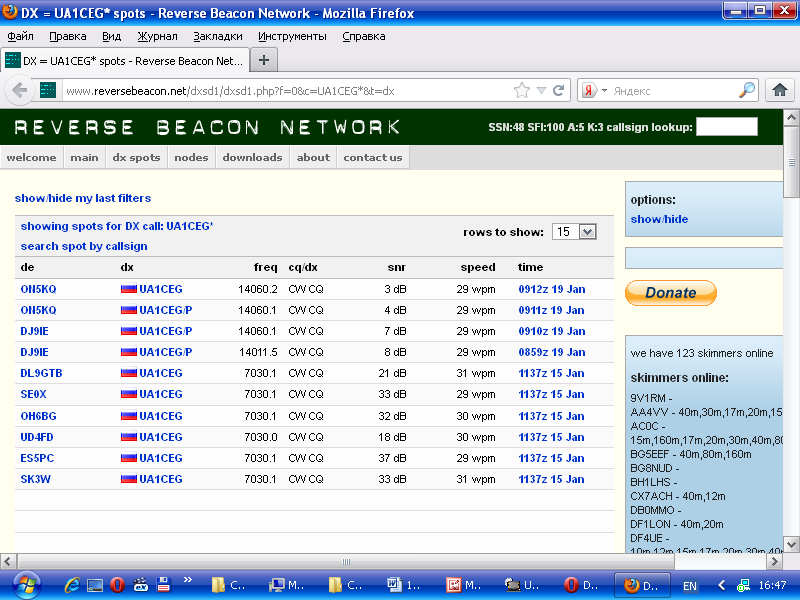 DX = UA1CEG* spots - Reverse Beacon Network - Mozilla Firefox
Файл Правка Вид Журнал Закладки Инструменты Справка
DX = UA1CEG* spots - Reverse Beacon Net...
www.reversebeacon.net/dxsd1/dxsd1.php?f=0&c=UA1CEG*&t=dx
Яндекс
REVERSE BEACON NETWORK
SSN:48 SFI:100 A:5 K:3 callsign lookup:
welcome main dx spots nodes downloads about contact us
show/hide my last filters
showing spots for DX call: UA1CEG*
search spot by callsign
rows to show: 15
de dx freq cq/dx snr speed time
ON5KQ UA1CEG 14060.2 CW CQ 3 dB 29 wpm 0912z 19 Jan
ON5KQ UA1CEG/P 14060.1 CW CQ 4 dB 29 wpm 0911z 19 Jan
DJ9IE UA1CEG/P 14060.1 CW CQ 7 dB 29 wpm 0910z 19 Jan
DJ9IE UA1CEG/P 14011.5 CW CQ 8 dB 29 wpm 0859z 19 Jan
DL9GTB UA1CEG 7030.1 CW CQ 21 dB 31 wpm 1137z 15 Jan
SE0X UA1CEG 7030.1 CW CQ 33 dB 29 wpm 1137z 15 Jan
OH6BG UA1CEG 7030.1 CW CQ 32 dB 30 wpm 1137z 15 Jan
UD4FD UA1CEG 7030.0 CW CQ 18 dB 30 wpm 1137z 15 Jan
ES5PC UA1CEG 7030.1 CW CQ 37 dB 29 wpm 1137z 15 Jan
SK3W UA1CEG 7030.1 CW CQ 33 dB 31 wpm 1137z 15 Jan
options:
show/hide
Donate
we have 123 skimmers online
skimmers online:
9V1RM -
AA4VV - 40m,30m,17m,20m,15
AC0C -
15m,160m,17m,20m,30m,40m,80
BG5EEF - 40m,80m,160m
BG8NUD -
BH1LHS -
CX7ACH - 40m,12m
DB0MMO -
DF1LON - 40m,20m
DF4UE -
10m,12m,15m,17m,20m,30m,40
C.. M.. C.. 1.. M.. U.. D.. D.. EN 16:47